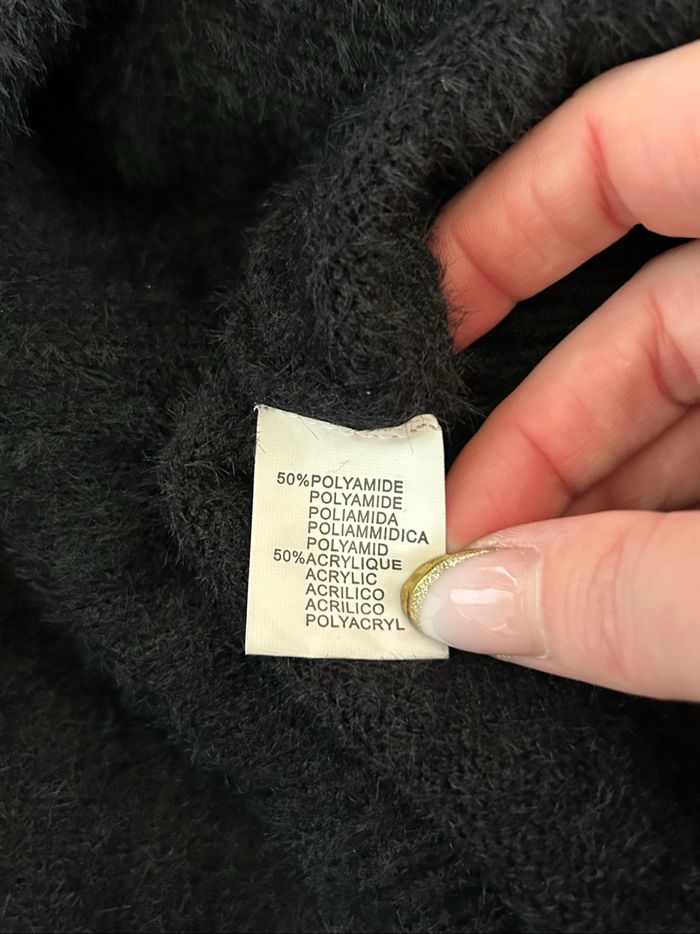 50%POLYAMIDE
POLYAMIDE
POLIAMIDA
POLIAMMIDICA
POLYAMID
50%ACRYLIQUE
ACRYLIC
ACRILICO
ACRILICO
POLYACRYL